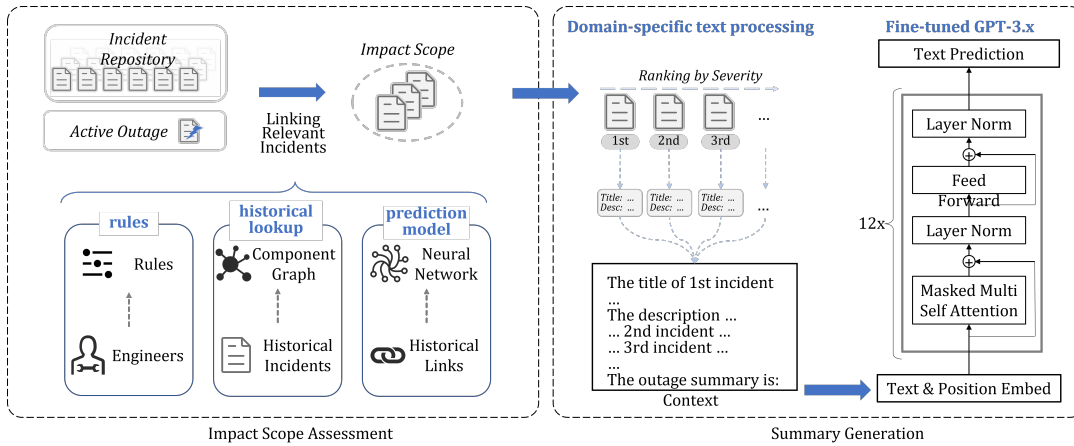 Incident
Repository
Active Outage
Linking
Relevant
Incidents
Impact Scope
rules
Rules
Engineers
historical
lookup
Component
Graph
Historical
Incidents
prediction
model
Neural
Network
Historical
Links
Impact Scope Assessment
Domain-specific text processing
Ranking by Severity
1st
2nd
3rd
...
Title: ...
Desc: ...
Title: ...
Desc: ...
Title: ...
Desc: ...
...
The title of 1st incident
...
The description ...
... 2nd incident ...
... 3rd incident ...
...
The outage summary is:
Context
Fine-tuned GPT-3.x
Text Prediction
12x
Layer Norm
Feed
Forward
Layer Norm
Masked Multi
Self Attention
Text & Position Embed
Summary Generation